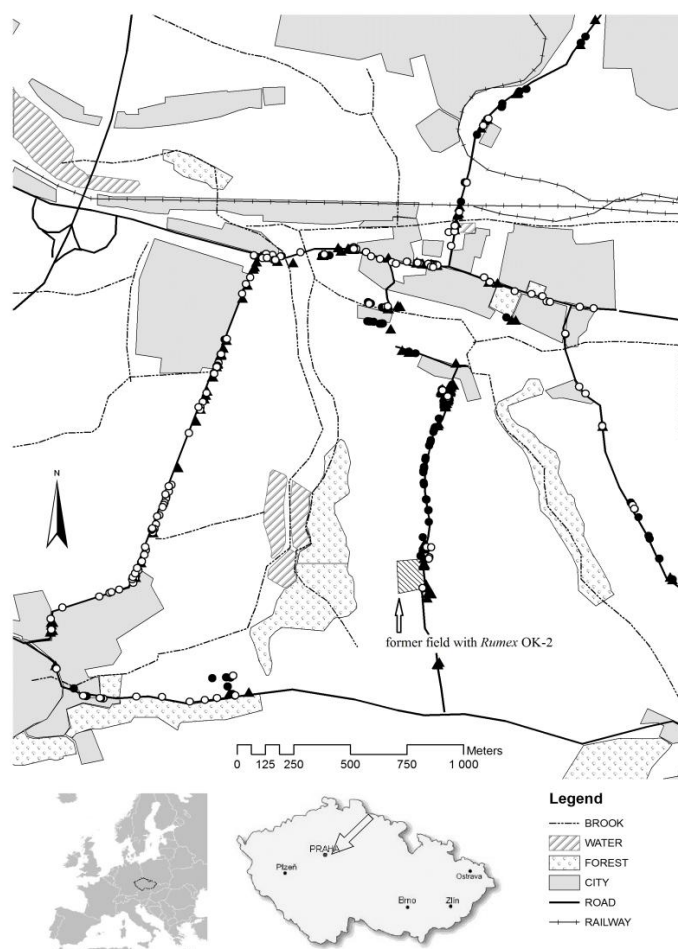 N
former field with Rumex OK-2
Meters
0 125 250 500 750 1 000
PRAHA
Plzeň
Ostrava
Brno
Zlín
Legend
BROOK
WATER
FOREST
CITY
ROAD
RAILWAY